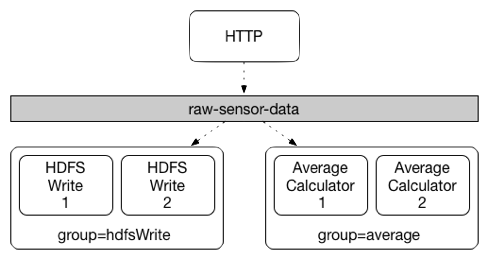 HTTP
raw-sensor-data
HDFS
Write
1
HDFS
Write
2
group=hdfsWrite
Average
Calculator
1
Average
Calculator
2
group=average